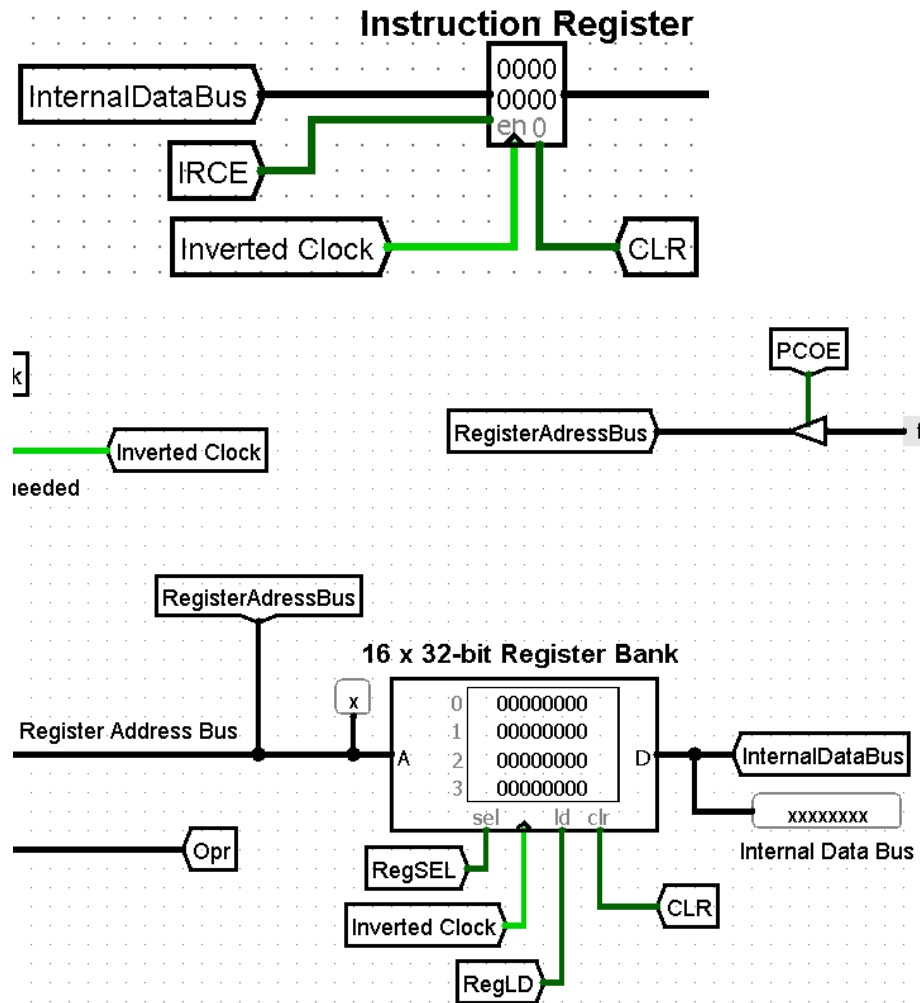 Instruction Register
0000
0000
InternalDataBus
en 0
IRCE
Inverted Clock
CLR
PCOE
k
RegisterAdressBus
f
Inverted Clock
needed
RegisterAdressBus
16 x 32-bit Register Bank
x
0 00000000
1 00000000
2 00000000
3 00000000
Register Address Bus
A
D
InternalDataBus
sel
ld
clr
xxxxxxxx
Internal Data Bus
Opr
RegSEL
CLR
Inverted Clock
RegLD